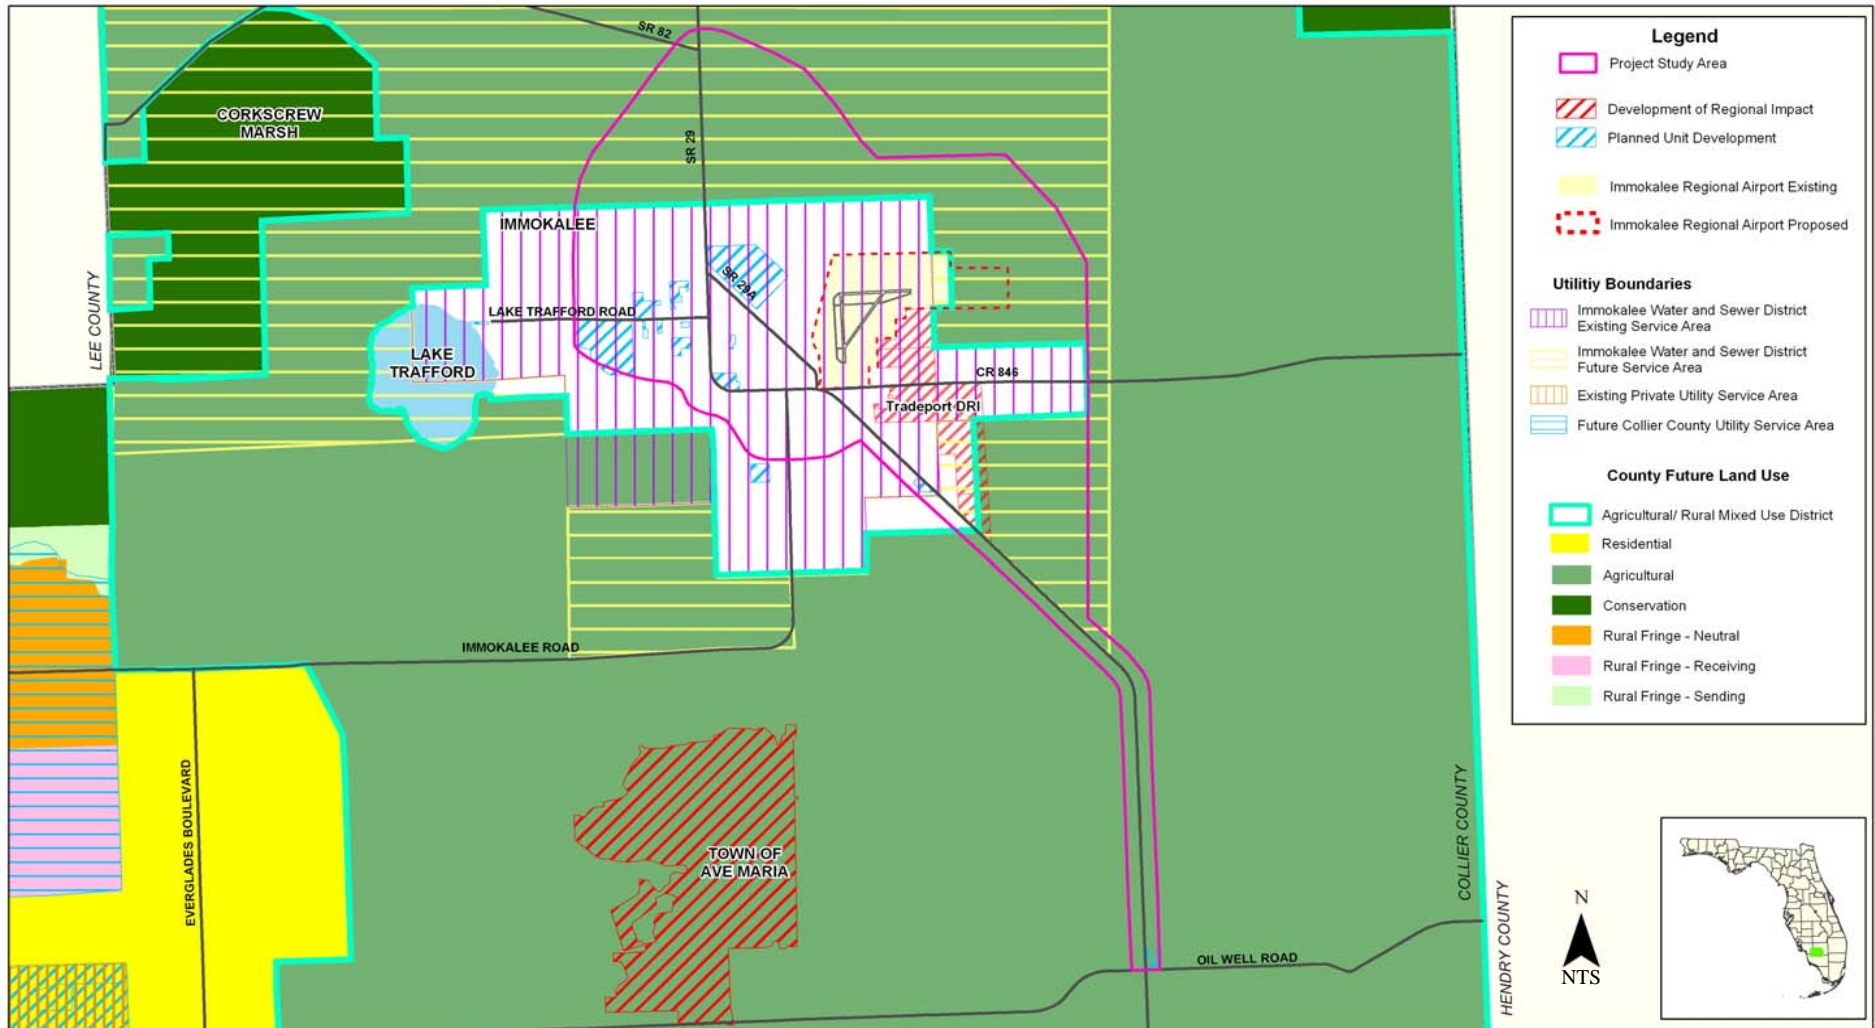 SR 82
CORKSCREW
MARSH
SR 29
IMMOKALEE
SR 29A
LAKE TRAFFORD ROAD
LEE COUNTY
LAKE
TRAFFORD
CR 846
Tradeport DRI
IMMOKALEE ROAD
EVERGLADES BOULEVARD
TOWN OF
AVE MARIA
OIL WELL ROAD
COLLIER COUNTY
HENDRY COUNTY
Legend
Project Study Area
Development of Regional Impact
Planned Unit Development
Immokalee Regional Airport Existing
Immokalee Regional Airport Proposed
Utilitiy Boundaries
Immokalee Water and Sewer District
Existing Service Area
Immokalee Water and Sewer District
Future Service Area
Existing Private Utility Service Area
Future Collier County Utility Service Area
County Future Land Use
Agricultural/ Rural Mixed Use District
Residential
Agricultural
Conservation
Rural Fringe - Neutral
Rural Fringe - Receiving
Rural Fringe - Sending
N
NTS